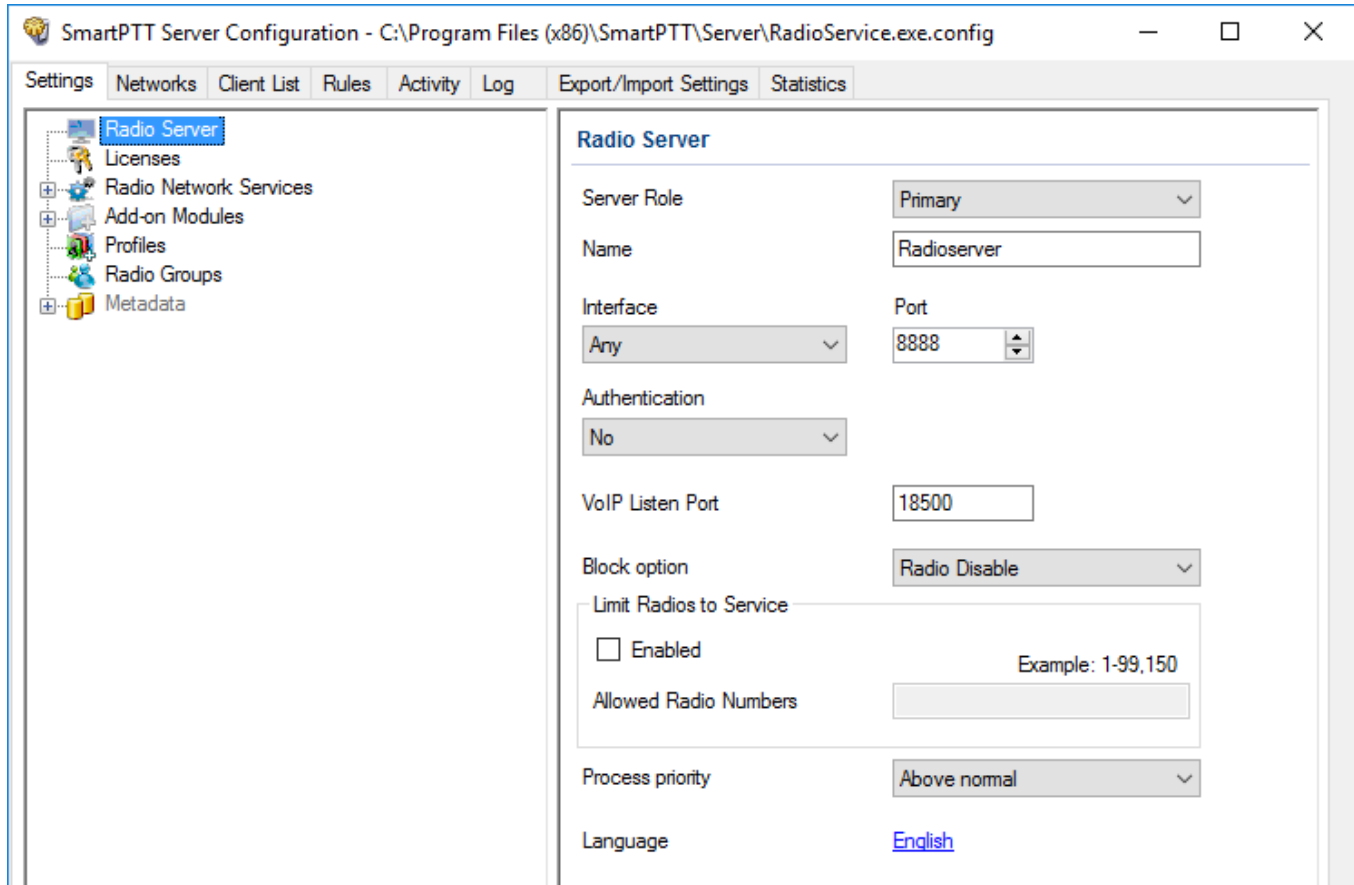 SmartPTT Server Configuration - C:\Program Files (x86)\SmartPTT\Server\RadioService.exe.config
Settings Networks Client List Rules Activity Log Export/Import Settings Statistics
Radio Server
Licenses
Radio Network Services
Add-on Modules
Profiles
Radio Groups
Metadata
Radio Server
Server Role Primary
Name Radioserver
Interface Port
Any 8888
Authentication
No
VoIP Listen Port 18500
Block option Radio Disable
Limit Radios to Service
Enabled
Example: 1-99,150
Allowed Radio Numbers
Process priority Above normal
Language English